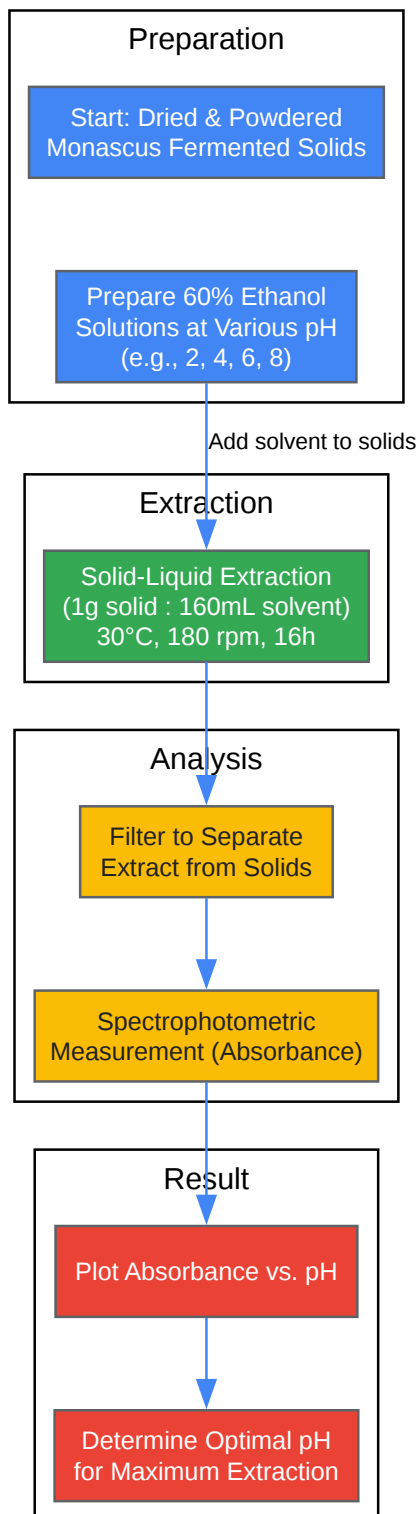 Preparation
Start: Dried & Powdered
Monascus Fermented Solids
Prepare 60% Ethanol
Solutions at Various pH
(e.g., 2, 4, 6, 8)
Add solvent to solids
Extraction
Solid-Liquid Extraction
(1g solid : 160mL solvent)
30°C, 180 rpm, 16h
Analysis
Filter to Separate
Extract from Solids
Spectrophotometric
Measurement (Absorbance)
Result
Plot Absorbance vs. pH
Determine Optimal pH
for Maximum Extraction